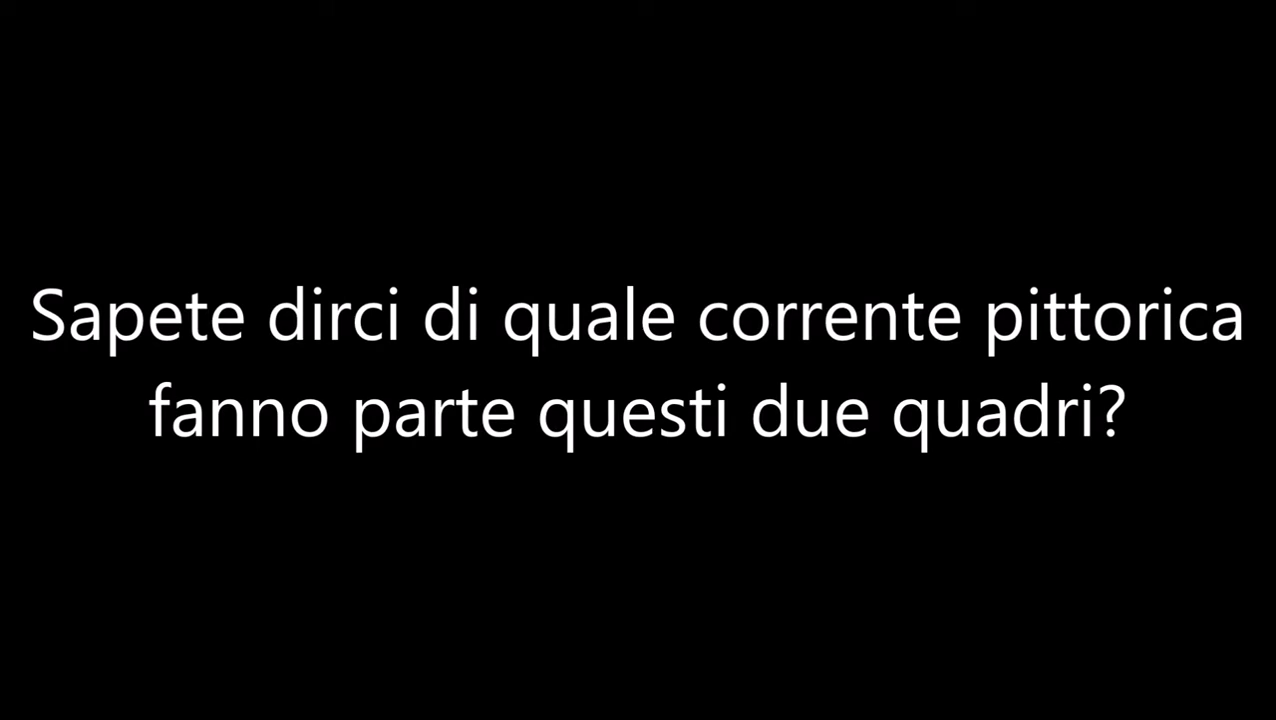 Sapete dirci di quale corrente pittorica
fanno parte questi due quadri?